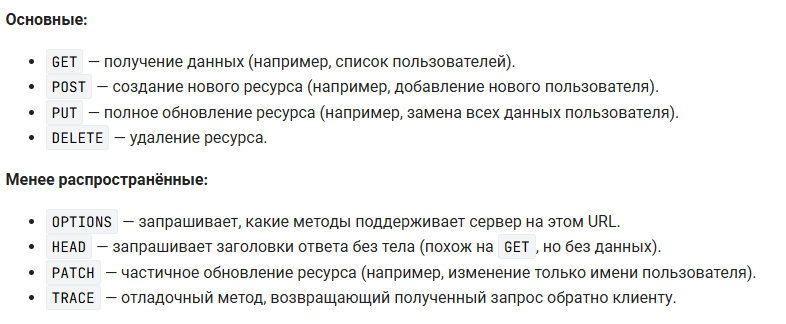 Основные:
• GET — получение данных (например, список пользователей).
• POST — создание нового ресурса (например, добавление нового пользователя).
• PUT — полное обновление ресурса (например, замена всех данных пользователя).
• DELETE — удаление ресурса.
Менее распространённые:
• OPTIONS — запрашивает, какие методы поддерживает сервер на этом URL.
• HEAD — запрашивает заголовки ответа без тела (похож на GET, но без данных).
• PATCH — частичное обновление ресурса (например, изменение только имени пользователя).
• TRACE — отладочный метод, возвращающий полученный запрос обратно клиенту.